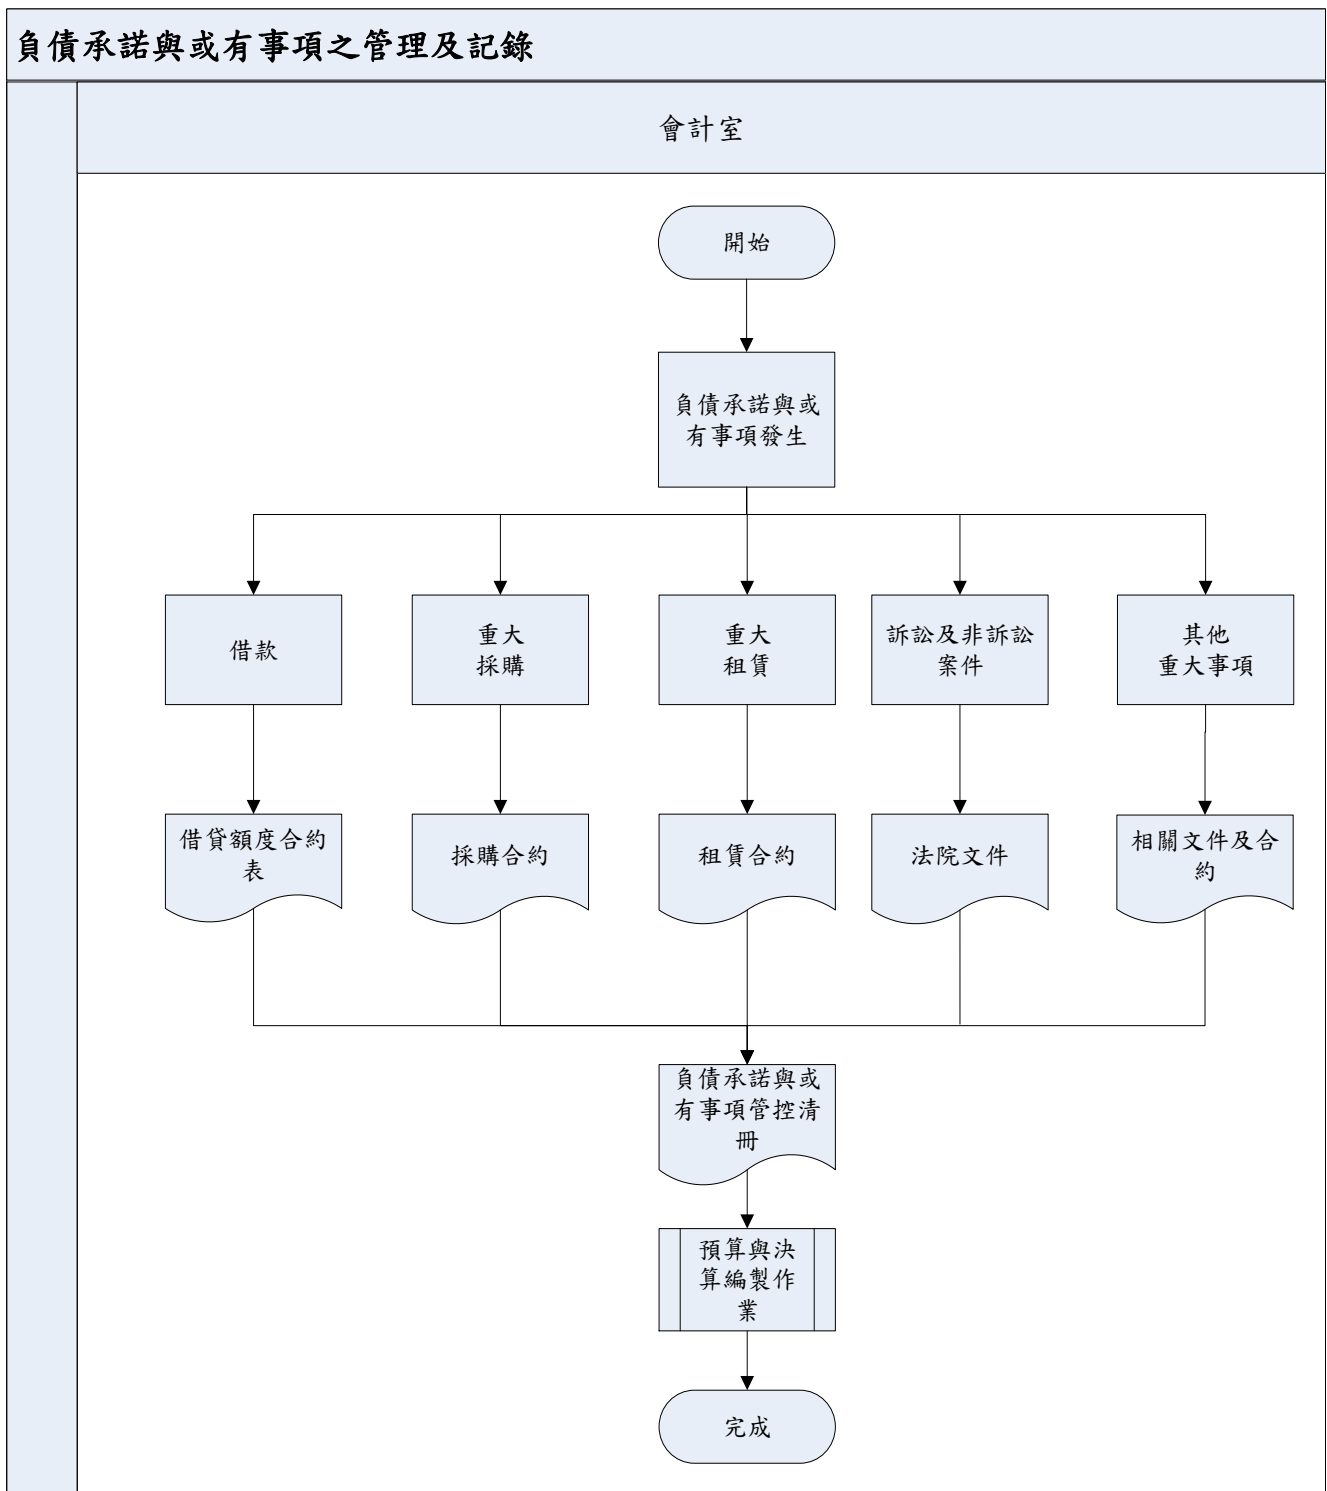 負債承諾與或有事項之管理及記錄
會計室
開始
負債承諾與或
有事項發生
借款
重大
採購
重大
租賃
訴訟及非訴訟
案件
其他
重大事項
借貸額度合約
表
採購合約
租賃合約
法院文件
相關文件及合
約
負債承諾與或
有事項管控清
冊
預算與決
算編製作
業
完成